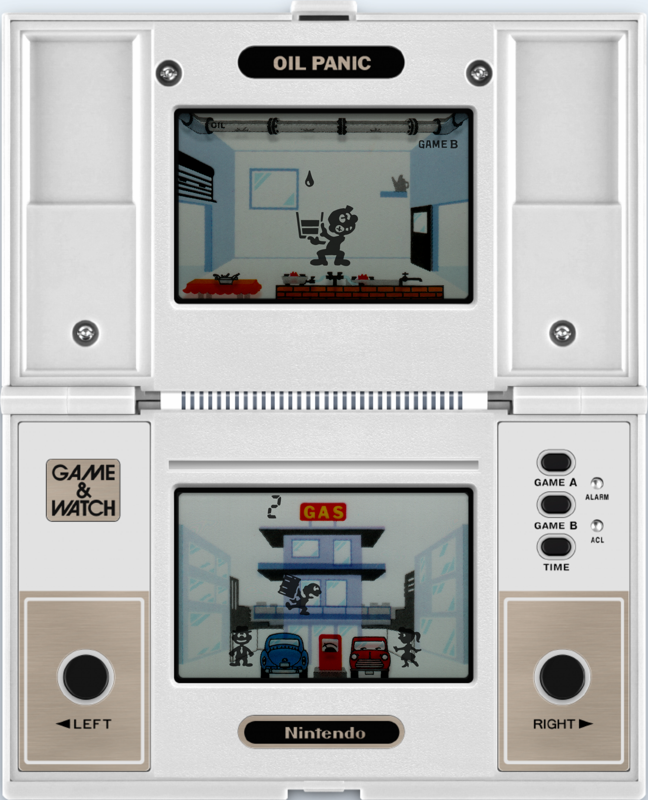 OIL PANIC
OIL
GAME B
GAME
&
WATCH
GAME A
ALARM
GAME B
ACL
TIME
2
GAS
LEFT
RIGHT
Nintendo